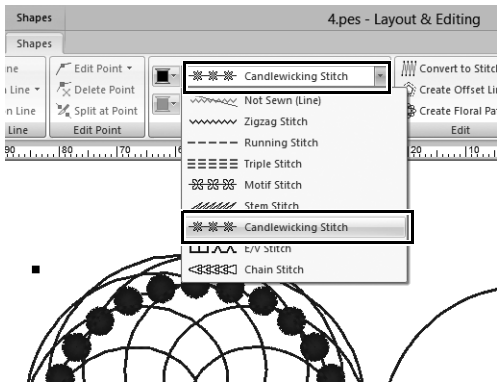 Shapes
4.pes - Layout & Editing
Shapes
ne
Edit Point
Candlewicking Stitch
Convert to Stitch
Line
Delete Point
Not Sewn (Line)
Create Offset Li
n Line
Split at Point
Zigzag Stitch
Create Floral Pa
Line
Edit Point
Running Stitch
Edit
90
80
70
6
Triple Stitch
20
10
Motif Stitch
Stem Stitch
Candlewicking Stitch
E/V Stitch
Chain Stitch